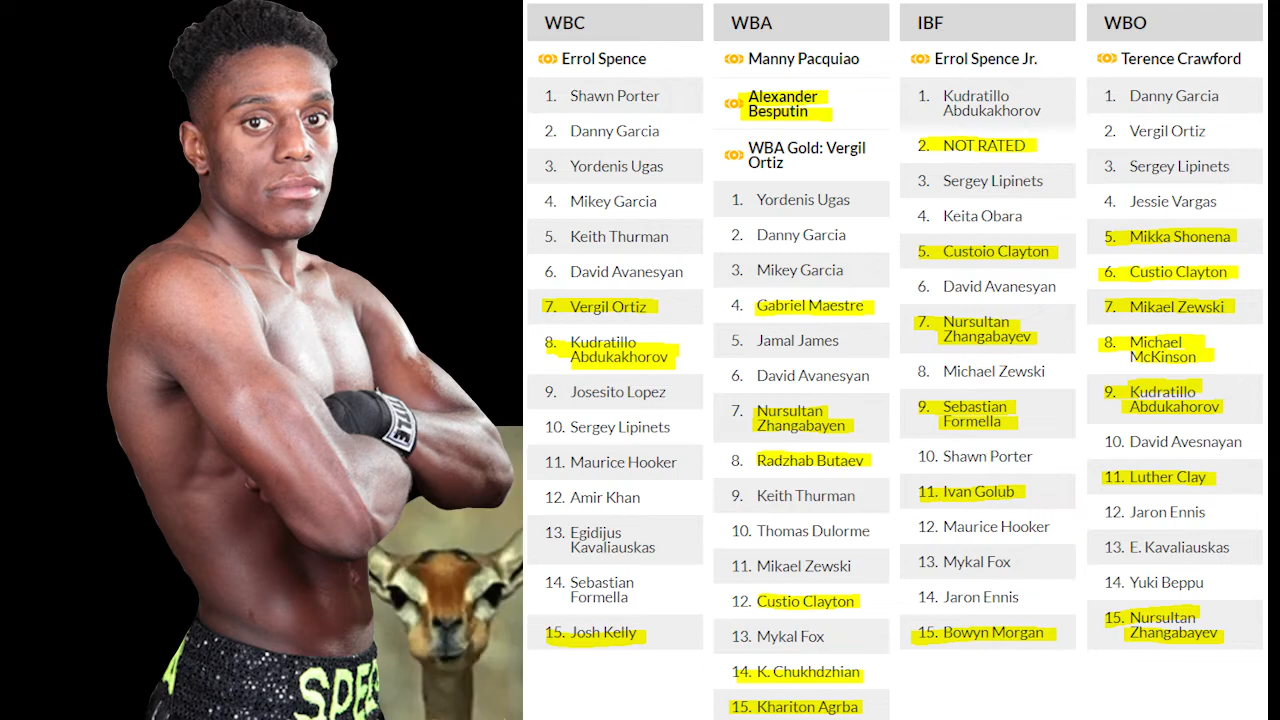 WBC
Errol Spence
1. Shawn Porter
2. Danny Garcia
3. Yordenis Ugas
4. Mikey Garcia
5. Keith Thurman
6. David Avanesyan
7. Vergil Ortiz
8. Kudratillo
Abdukakhorov
9. Josesito Lopez
10. Sergey Lipinets
11. Maurice Hooker
12. Amir Khan
13. Egidijus
Kavaliauskas
14. Sebastian
Formella
15. Josh Kelly
WBA
Manny Pacquiao
Alexander
Besputin
WBA Gold: Vergil
Ortiz
1. Yordenis Ugas
2. Danny Garcia
3. Mikey Garcia
4. Gabriel Maestre
5. Jamal James
6. David Avanesyan
7. Nursultan
Zhangabayen
8. Radzhab Butaev
9. Keith Thurman
10. Thomas Dulorme
11. Mikael Zewski
12. Custio Clayton
13. Mykal Fox
14. K. Chukhdzhian
15. Khariton Agrba
IBF
Errol Spence Jr.
1. Kudratillo
Abdukakhorov
2. NOT RATED
3. Sergey Lipinets
4. Keita Obara
5. Custoio Clayton
6. David Avanesyan
7. Nursultan
Zhangabayev
8. Michael Zewski
9. Sebastian
Formella
10. Shawn Porter
11. Ivan Golub
12. Maurice Hooker
13. Mykal Fox
14. Jaron Ennis
15. Bowyn Morgan
WBO
Terence Crawford
1. Danny Garcia
2. Vergil Ortiz
3. Sergey Lipinets
4. Jessie Vargas
5. Mikka Shonena
6. Custio Clayton
7. Mikael Zewski
8. Michael
McKinson
9. Kudratillo
Abdukahorov
10. David Avesnayan
11. Luther Clay
12. Jaron Ennis
13. E. Kavaliauskas
14. Yuki Beppu
15. Nursultan
Zhangabayev